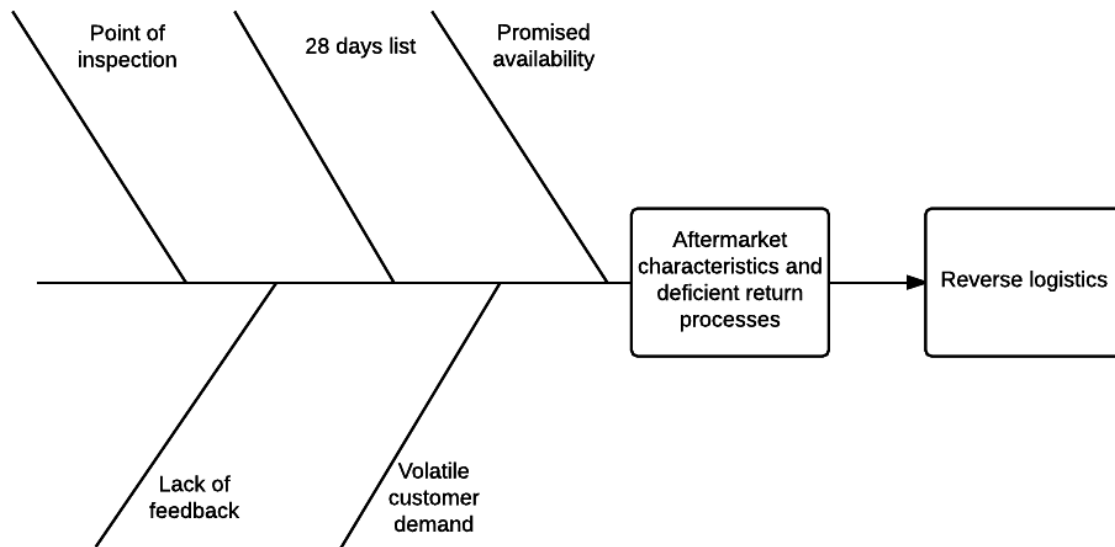 Point of
inspection
28 days list
Promised
availability
Aftermarket
characteristics and
deficient return
processes
Reverse logistics
Lack of
feedback
Volatile
customer
demand